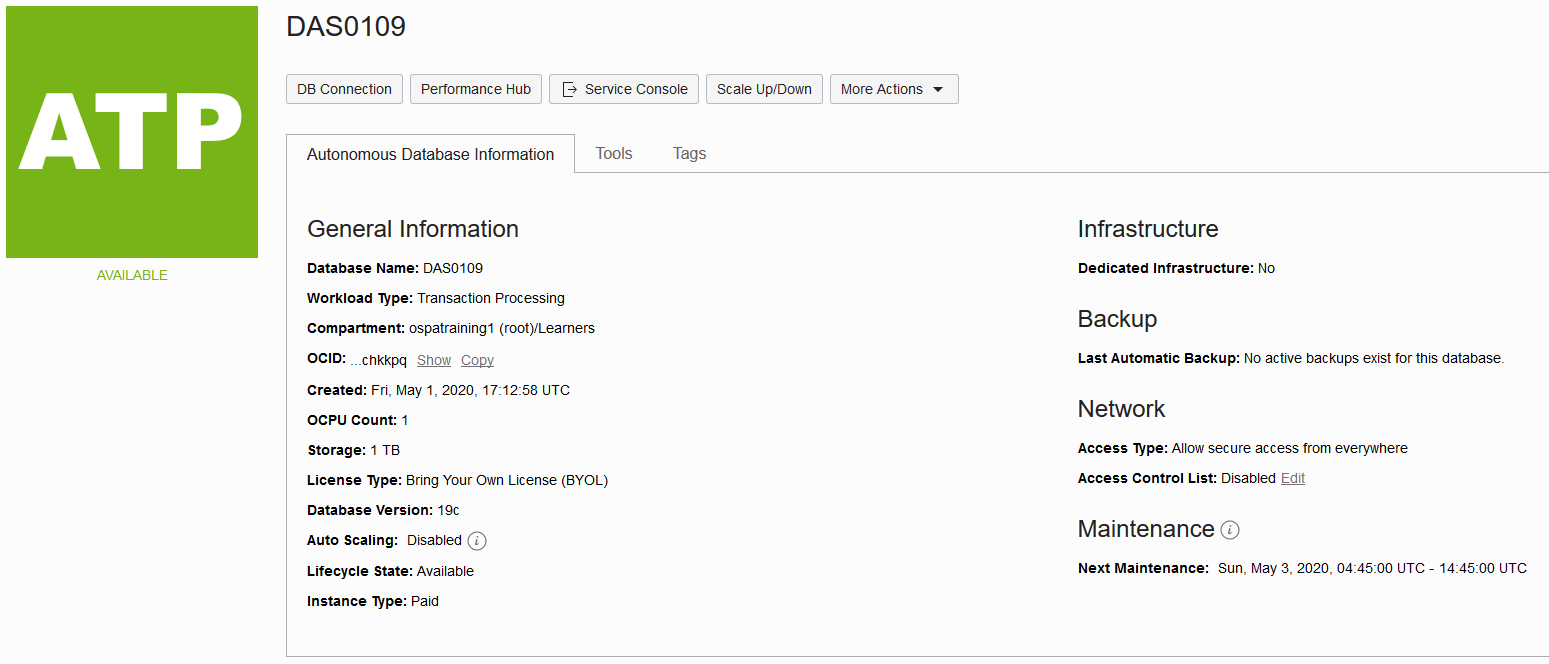 ATP
AVAILABLE
DAS0109
DB Connection Performance Hub Service Console Scale Up/Down More Actions
Autonomous Database Information Tools Tags
General Information
Database Name: DAS0109
Workload Type: Transaction Processing
Compartment: ospatraining1 (root)/Learners
OCID: ...chkkpq Show Copy
Created: Fri, May 1, 2020, 17:12:58 UTC
OCPU Count: 1
Storage: 1 TB
License Type: Bring Your Own License (BYOL)
Database Version: 19c
Auto Scaling: Disabled i
Lifecycle State: Available
Instance Type: Paid
Infrastructure
Dedicated Infrastructure: No
Backup
Last Automatic Backup: No active backups exist for this database.
Network
Access Type: Allow secure access from everywhere
Access Control List: Disabled Edit
Maintenance i
Next Maintenance: Sun, May 3, 2020, 04:45:00 UTC - 14:45:00 UTC